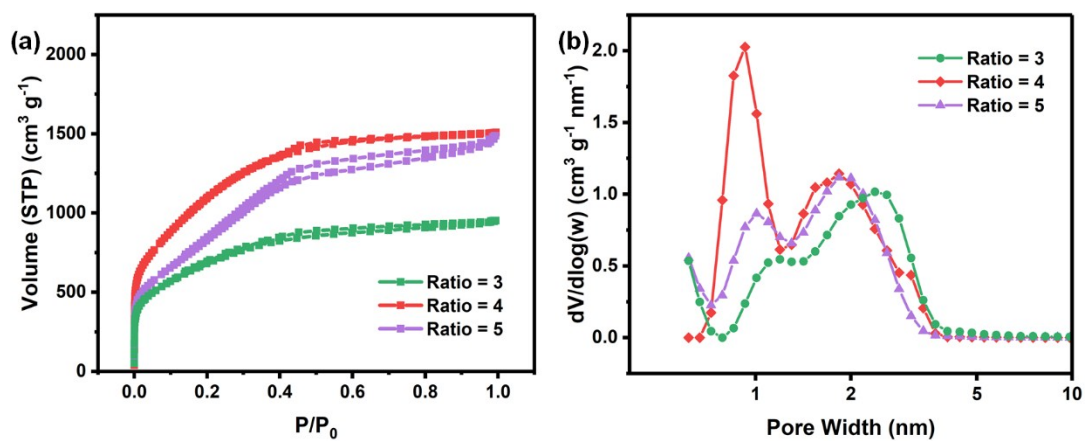 (a)
Volume (STP) (cm³ g⁻¹)
2000
1500
1000
500
0
Ratio = 3
Ratio = 4
Ratio = 5
0.0 0.2 0.4 0.6 0.8 1.0
P/P₀
(b)
dV/dlog(w) (cm³ g⁻¹ nm⁻¹)
2.0
1.5
1.0
0.5
0.0
Ratio = 3
Ratio = 4
Ratio = 5
1 2 10
Pore Width (nm)